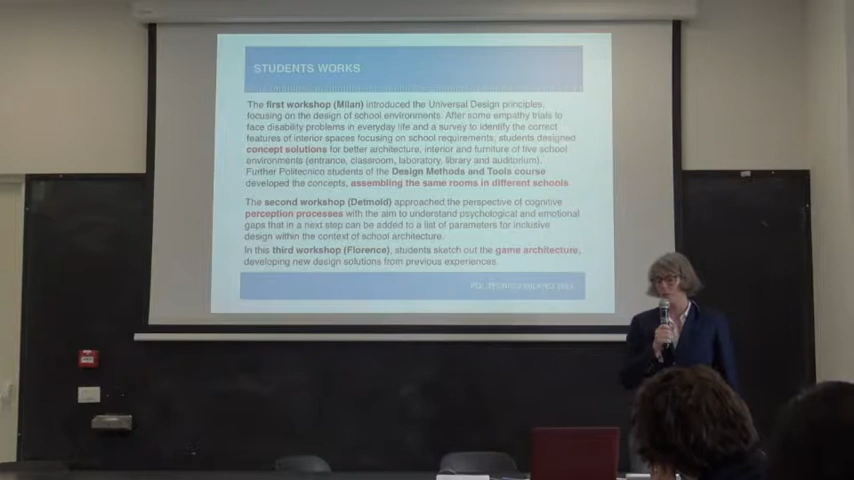 STUDENTS WORKS
The first workshop (Milan) introduced the Universal Design principles,
focusing on the design of school environments. After some empathy trials to
face disability problems in everyday life and a survey to identify the correct
features of interior spaces focusing on school requirements, students designed
concept solutions for better architecture, interior and furniture of five school
environments (entrance, classroom, laboratory, library and auditorium).
Further Politecnico students of the Design Methods and Tools course
developed the concepts, assembling the same rooms in different schools.
The second workshop (Detmold) approached the perspective of cognitive
perception processes with the aim to understand psychological and emotional
gaps that in a next step can be added to a list of parameters for inclusive
design within the context of school architecture.
In this third workshop (Florence), students sketch out the game architecture,
developing new design solutions from previous experiences.
POLITECNICO MILANO